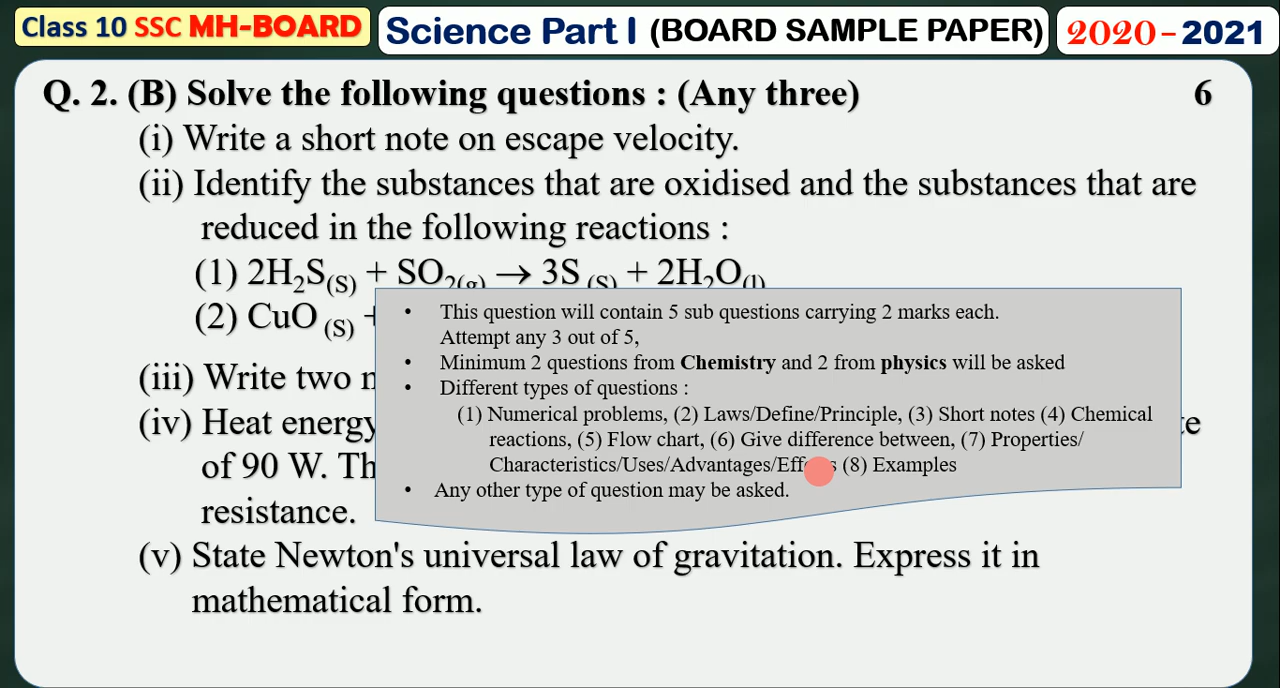 Class 10 SSC MH-BOARD
Science Part I (BOARD SAMPLE PAPER)
2020-2021
Q. 2. (B) Solve the following questions : (Any three) 6
(i) Write a short note on escape velocity.
(ii) Identify the substances that are oxidised and the substances that are
reduced in the following reactions :
(1) 2H₂S(S) + SO₂(g) → 3S (S) + 2H₂O(l)
(2) CuO (S) +
(iii) Write two
(iv) Heat energy
of 90 W.
resistance.
(v) State Newton's universal law of gravitation. Express it in
mathematical form.
• This question will contain 5 sub questions carrying 2 marks each.
Attempt any 3 out of 5,
• Minimum 2 questions from Chemistry and 2 from physics will be asked
• Different types of questions :
(1) Numerical problems, (2) Laws/Define/Principle, (3) Short notes (4) Chemical
reactions, (5) Flow chart, (6) Give difference between, (7) Properties/
Characteristics/Uses/Advantages/Effects (8) Examples
• Any other type of question may be asked.